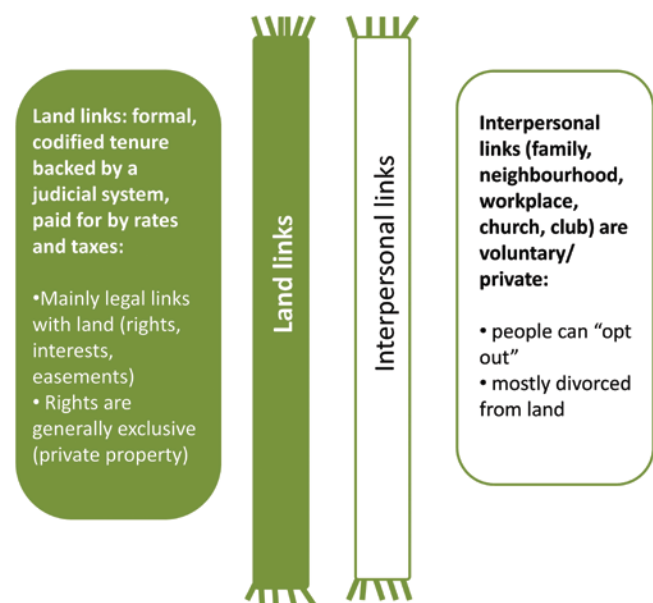 Land links: formal,
codified tenure
backed by a
judicial system,
paid for by rates
and taxes:
•Mainly legal links
with land (rights,
interests,
easements)
• Rights are
generally exclusive
(private property)
Land links
Interpersonal links
Interpersonal
links (family,
neighbourhood,
workplace,
church, club) are
voluntary/
private:
• people can “opt
out”
• mostly divorced
from land